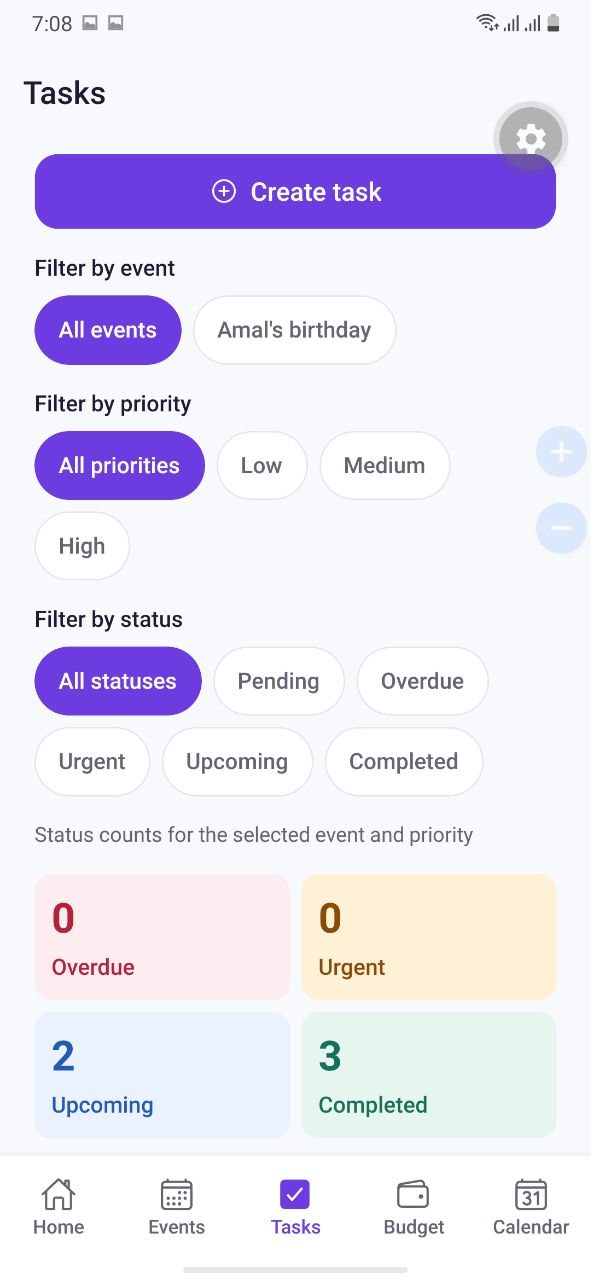 7:08
Tasks
Create task
Filter by event
All events Amal's birthday
Filter by priority
All priorities Low Medium
High
Filter by status
All statuses Pending Overdue
Urgent Upcoming Completed
Status counts for the selected event and priority
0 0
Overdue Urgent
2 3
Upcoming Completed
31
Home Events Tasks Budget Calendar